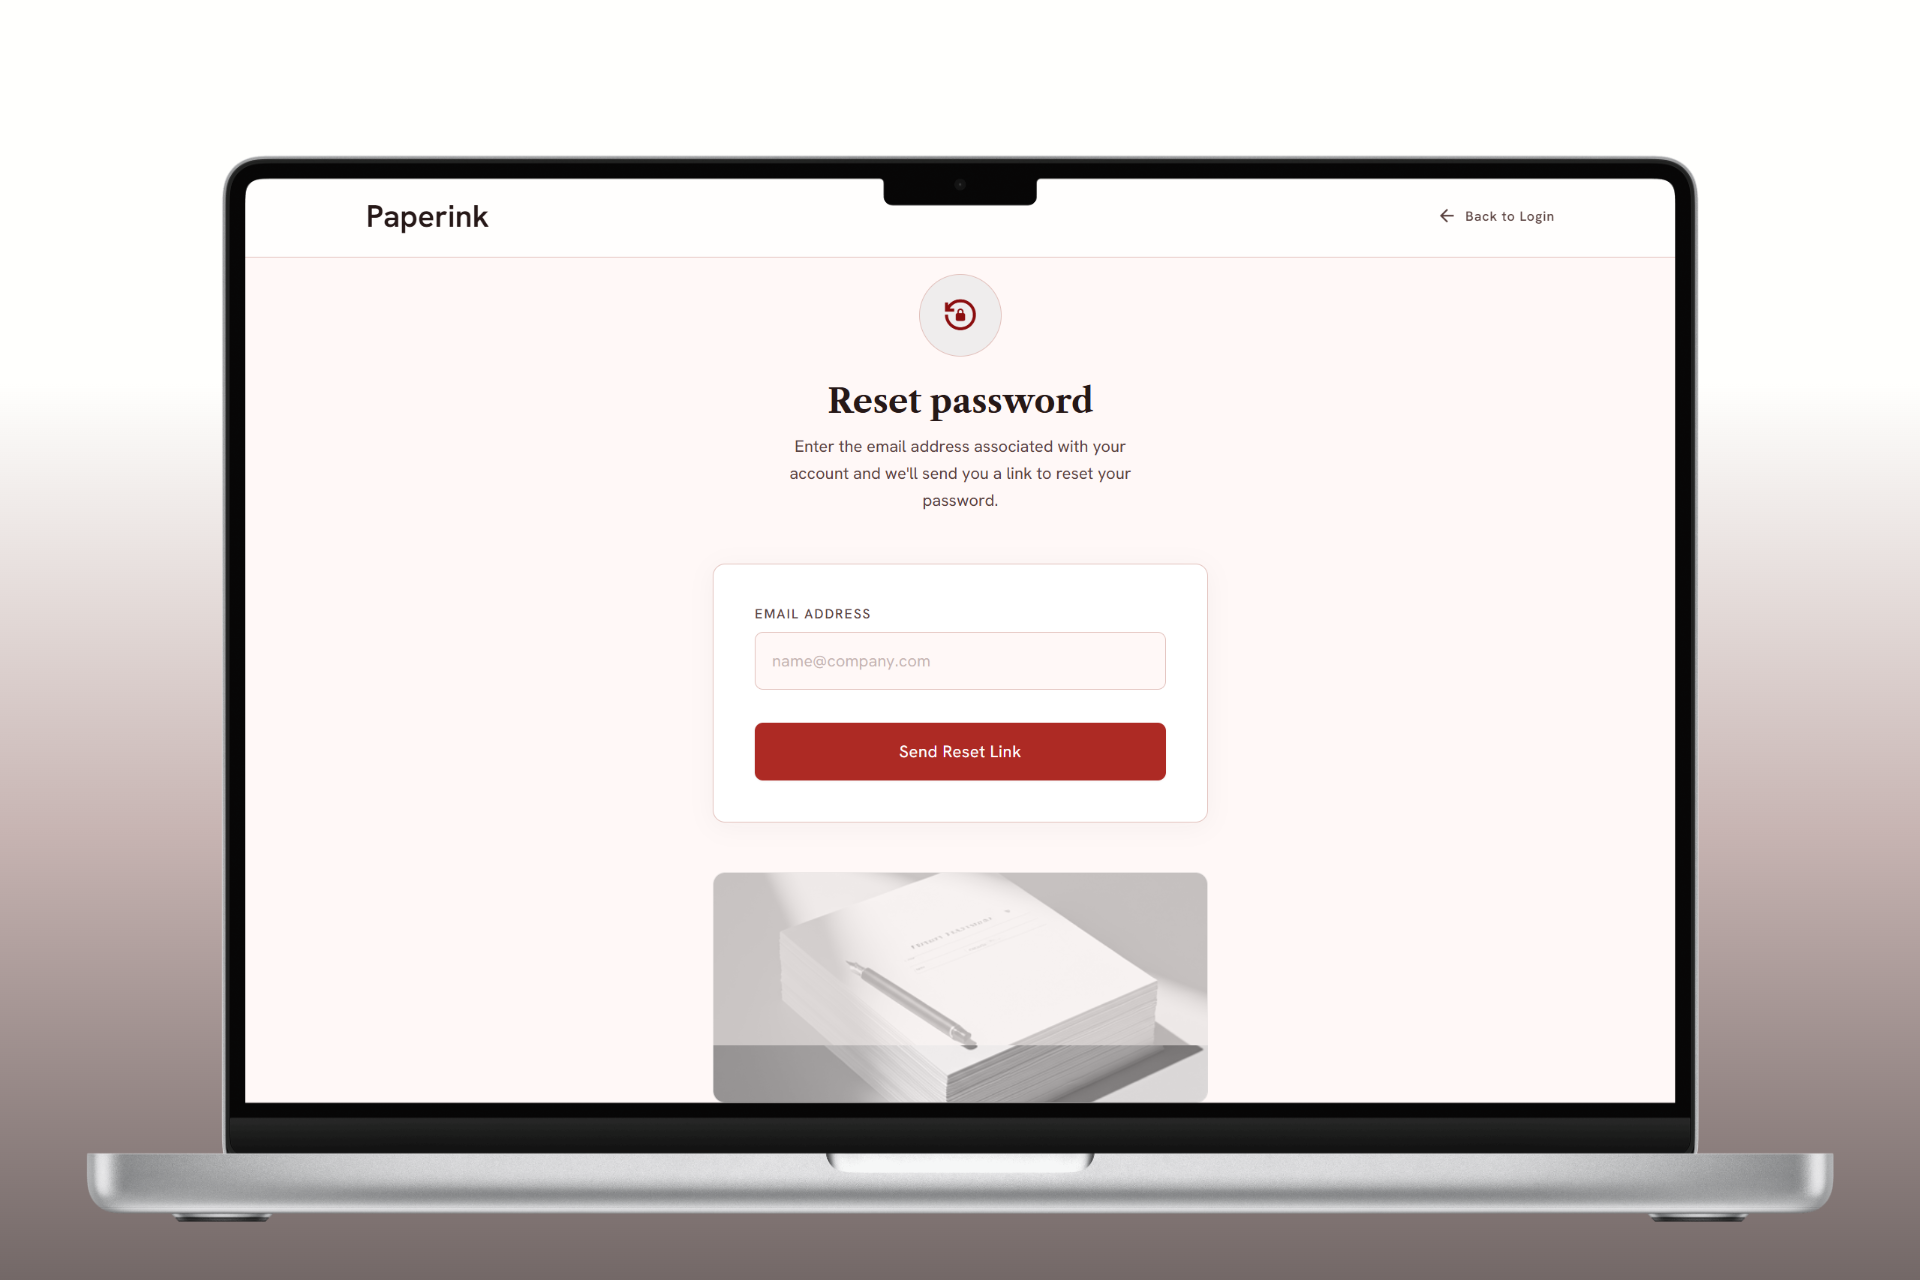 Paperink
Back to Login
Reset password
Enter the email address associated with your
account and we'll send you a link to reset your
password.
EMAIL ADDRESS
name@company.com
Send Reset Link